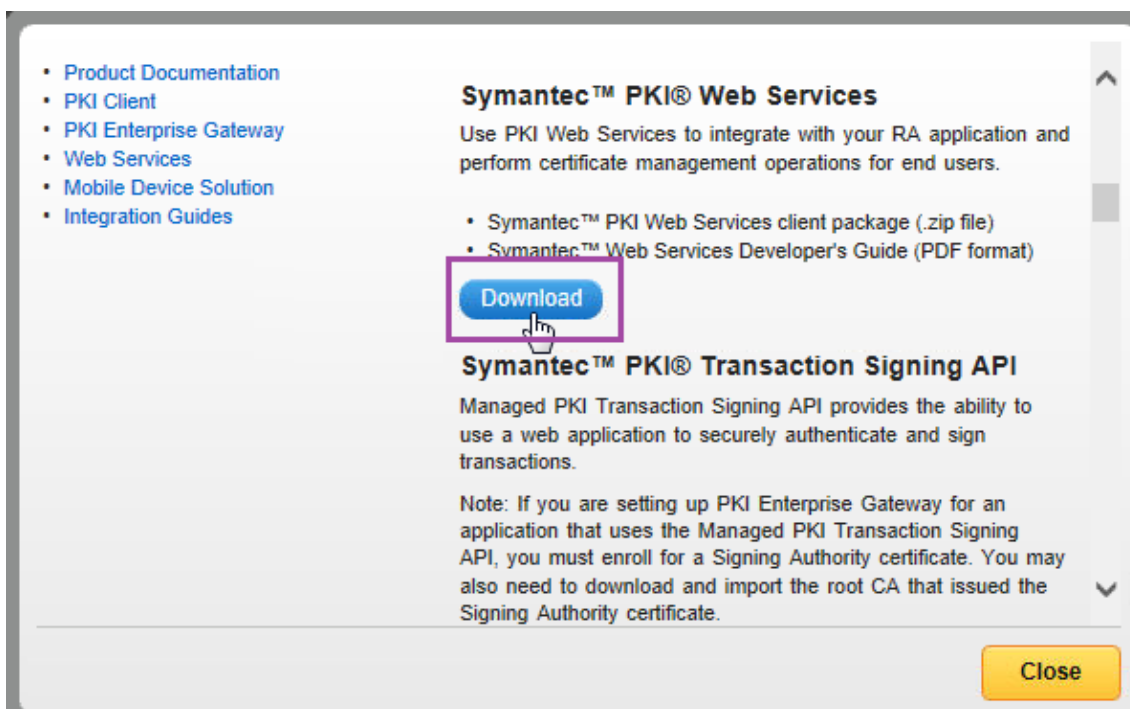 • Product Documentation
• PKI Client
• PKI Enterprise Gateway
• Web Services
• Mobile Device Solution
• Integration Guides
Symantec™ PKI® Web Services
Use PKI Web Services to integrate with your RA application and
perform certificate management operations for end users.
• Symantec™ PKI Web Services client package (.zip file)
• Symantec™ Web Services Developer's Guide (PDF format)
Download
Symantec™ PKI® Transaction Signing API
Managed PKI Transaction Signing API provides the ability to
use a web application to securely authenticate and sign
transactions.
Note: If you are setting up PKI Enterprise Gateway for an
application that uses the Managed PKI Transaction Signing
API, you must enroll for a Signing Authority certificate. You may
also need to download and import the root CA that issued the
Signing Authority certificate.
Close